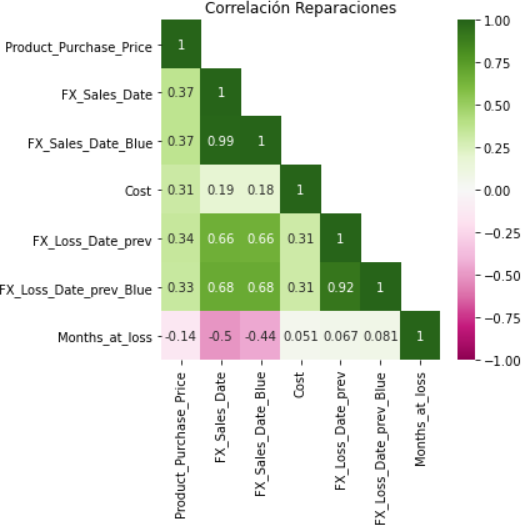 Correlación Reparaciones
Product_Purchase_Price 1
FX_Sales_Date 0.37 1
FX_Sales_Date_Blue 0.37 0.99 1
Cost 0.31 0.19 0.18 1
FX_Loss_Date_prev 0.34 0.66 0.66 0.31 1
FX_Loss_Date_prev_Blue 0.33 0.68 0.68 0.31 0.92 1
Months_at_loss -0.14 -0.5 -0.44 0.051 0.067 0.081 1
Product_Purchase_Price
FX_Sales_Date
FX_Sales_Date_Blue
Cost
FX_Loss_Date_prev
FX_Loss_Date_prev_Blue
Months_at_loss
1.00
0.75
0.50
0.25
0.00
−0.25
−0.50
−0.75
−1.00